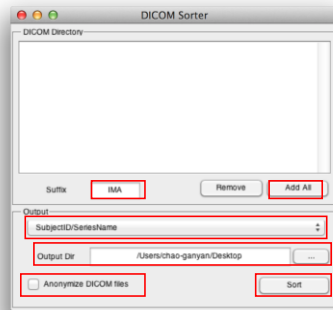 DICOM Sorter
DICOM Directory
Suffix IMA Remove Add All
Output
SubjectID/SeriesName
Output Dir /Users/chao-ganyan/Desktop ...
Anonymize DICOM files Sort